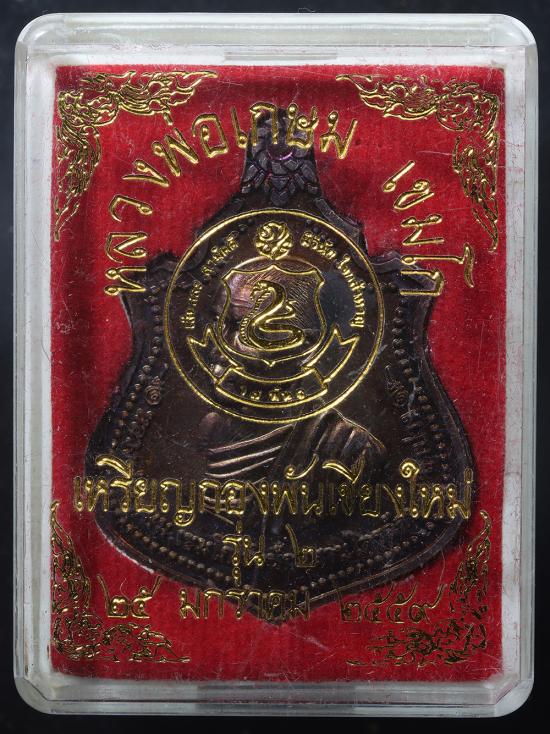 หลวงพ่อเกษม เขมโก
เหรียญกองพันเชียงใหม่
รุ่น ๒
๒๕ มกราคม ๒๕๕๙